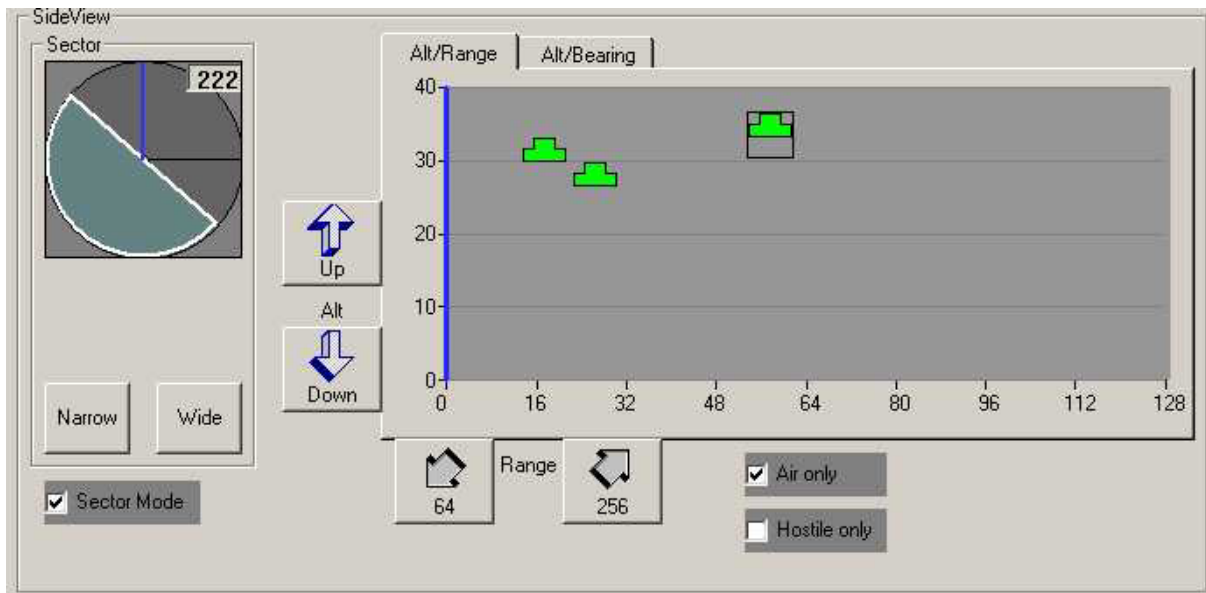 SideView
Sector
222
Narrow
Wide
Sector Mode
Up
Alt
Down
Alt/Range
Alt/Bearing
40
30
20
10
0
0 16 32 48 64 80 96 112 128
64
Range
256
Air only
Hostile only